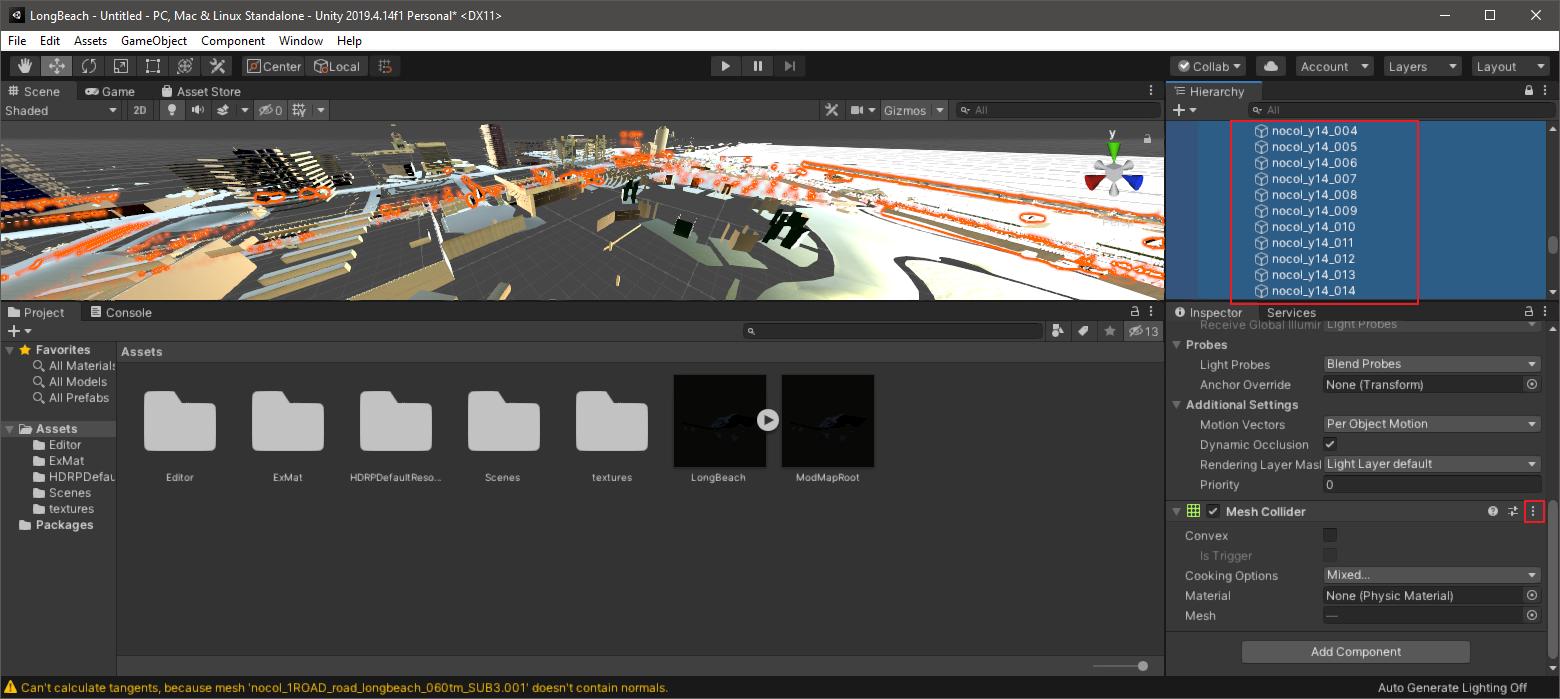 LongBeach - Untitled - PC, Mac & Linux Standalone - Unity 2019.4.14f1 Personal* <DX11>
File Edit Assets GameObject Component Window Help
Center Local Collab Account Layers Layout
Scene Game Asset Store
Shaded 2D 0 Gizmos All
y
Persp
Hierarchy
All
nocol_y14_004
nocol_y14_005
nocol_y14_006
nocol_y14_007
nocol_y14_008
nocol_y14_009
nocol_y14_010
nocol_y14_011
nocol_y14_012
nocol_y14_013
nocol_y14_014
Project Console
13
Favorites
All Materials
All Models
All Prefabs
Assets
Editor
ExMat
HDRPDefau
Scenes
textures
Packages
Assets
Editor ExMat HDRPDefaultReso... Scenes textures LongBeach ModMapRoot
Inspector Services
Receive Global Illumir Light Probes
Probes
Light Probes Blend Probes
Anchor Override None (Transform)
Additional Settings
Motion Vectors Per Object Motion
Dynamic Occlusion
Rendering Layer Mask Light Layer default
Priority 0
Mesh Collider
Convex
Is Trigger
Cooking Options Mixed...
Material None (Physic Material)
Mesh —
Add Component
Can't calculate tangents, because mesh 'nocol_1ROAD_road_longbeach_060tm_SUB3.001' doesn't contain normals.
Auto Generate Lighting Off